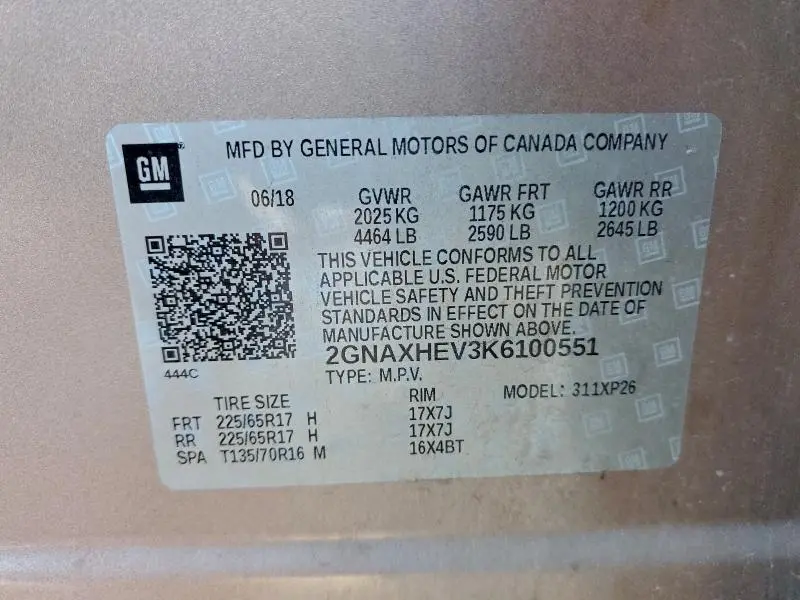 GM
MFD BY GENERAL MOTORS OF CANADA COMPANY
06/18 GVWR GAWR FRT GAWR RR
2025 KG 1175 KG 1200 KG
4464 LB 2590 LB 2645 LB
THIS VEHICLE CONFORMS TO ALL
APPLICABLE U.S. FEDERAL MOTOR
VEHICLE SAFETY AND THEFT PREVENTION
STANDARDS IN EFFECT ON THE DATE OF
MANUFACTURE SHOWN ABOVE.
2GNAXHEV3K6100551
444C
TYPE: M.P.V. MODEL: 311XP26
TIRE SIZE RIM
FRT 225/65R17 H 17X7J
RR 225/65R17 H 17X7J
SPA T135/70R16 M 16X4BT